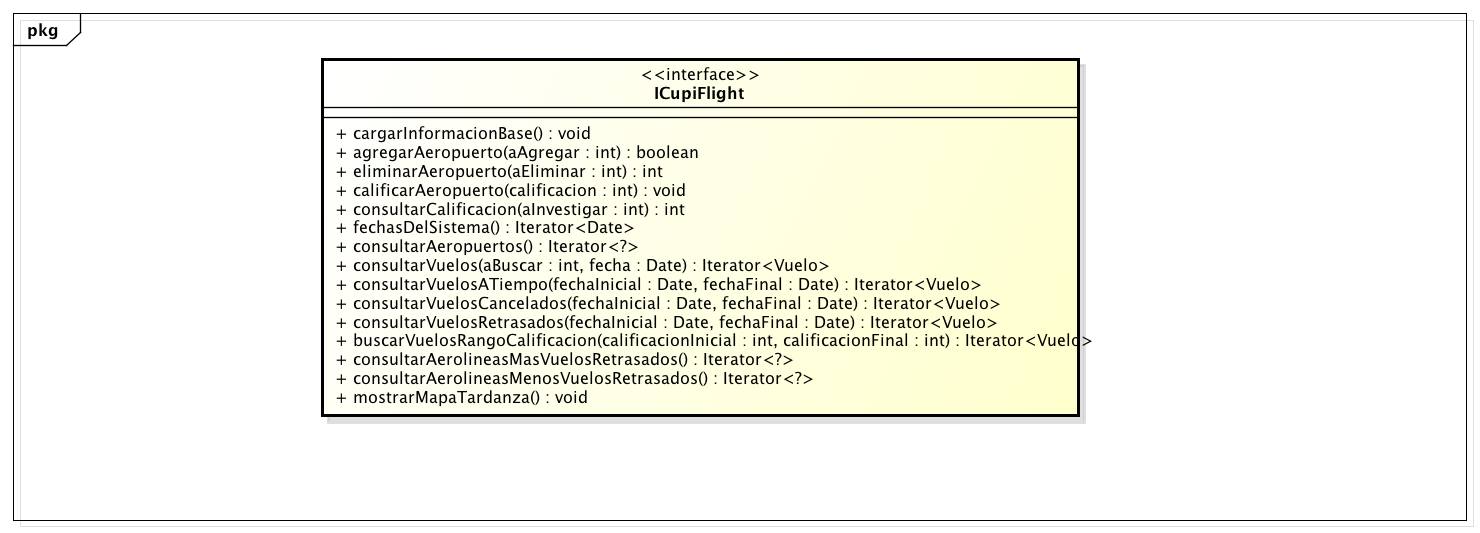 pkg
<<interface>>
ICupiFlight
+ cargarInformacionBase() : void
+ agregarAeropuerto(aAgregar : int) : boolean
+ eliminarAeropuerto(aEliminar : int) : int
+ calificarAeropuerto(calificacion : int) : void
+ consultarCalificacion(aInvestigar : int) : int
+ fechasDelSistema() : Iterator<Date>
+ consultarAeropuertos() : Iterator<?>
+ consultarVuelos(aBuscar : int, fecha : Date) : Iterator<Vuelo>
+ consultarVuelosATiempo(fechaInicial : Date, fechaFinal : Date) : Iterator<Vuelo>
+ consultarVuelosCancelados(fechaInicial : Date, fechaFinal : Date) : Iterator<Vuelo>
+ consultarVuelosRetrasados(fechaInicial : Date, fechaFinal : Date) : Iterator<Vuelo>
+ buscarVuelosRangoCalificacion(calificacionInicial : int, calificacionFinal : int) : Iterator<Vuelo>
+ consultarAerolineasMasVuelosRetrasados() : Iterator<?>
+ consultarAerolineasMenosVuelosRetrasados() : Iterator<?>
+ mostrarMapaTardanza() : void